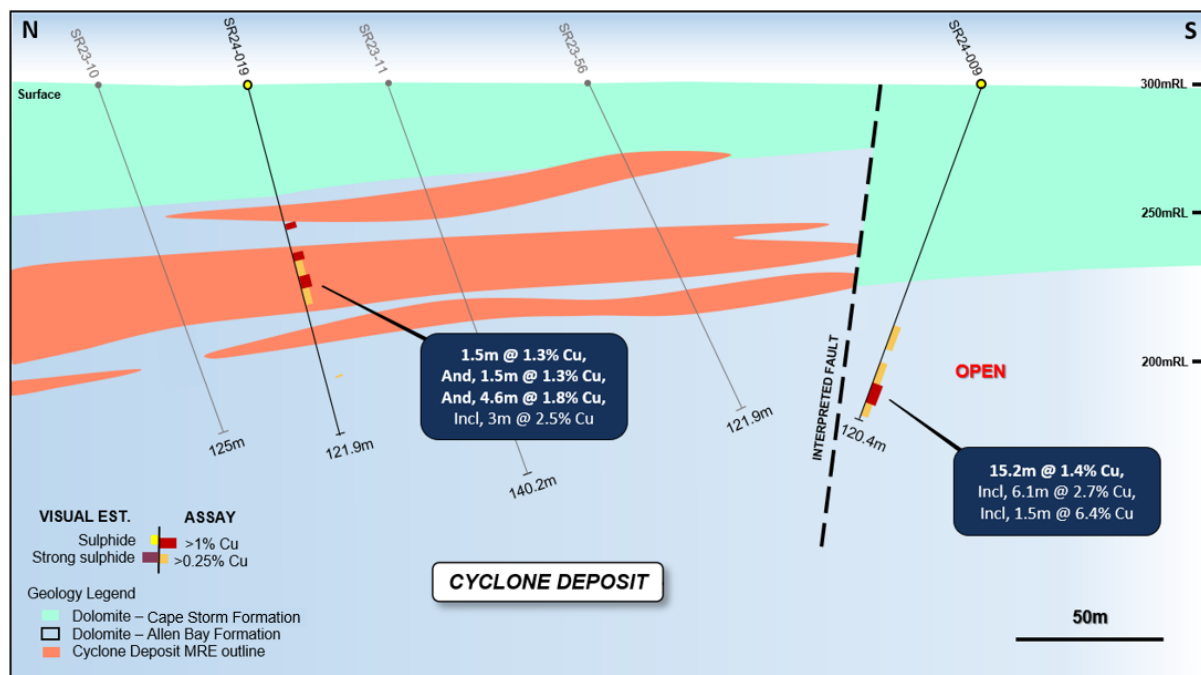 N
S
SR23-10
SR24-019
SR23-11
SR23-56
SR24-009
Surface
300mRL
250mRL
200mRL
1.5m @ 1.3% Cu,
And, 1.5m @ 1.3% Cu,
And, 4.6m @ 1.8% Cu,
Incl, 3m @ 2.5% Cu
OPEN
INTERPRETED FAULT
125m
121.9m
140.2m
121.9m
120.4m
15.2m @ 1.4% Cu,
Incl, 6.1m @ 2.7% Cu,
Incl, 1.5m @ 6.4% Cu
VISUAL EST. ASSAY
Sulphide >1% Cu
Strong sulphide >0.25% Cu
Geology Legend
Dolomite – Cape Storm Formation
Dolomite – Allen Bay Formation
Cyclone Deposit MRE outline
CYCLONE DEPOSIT
50m